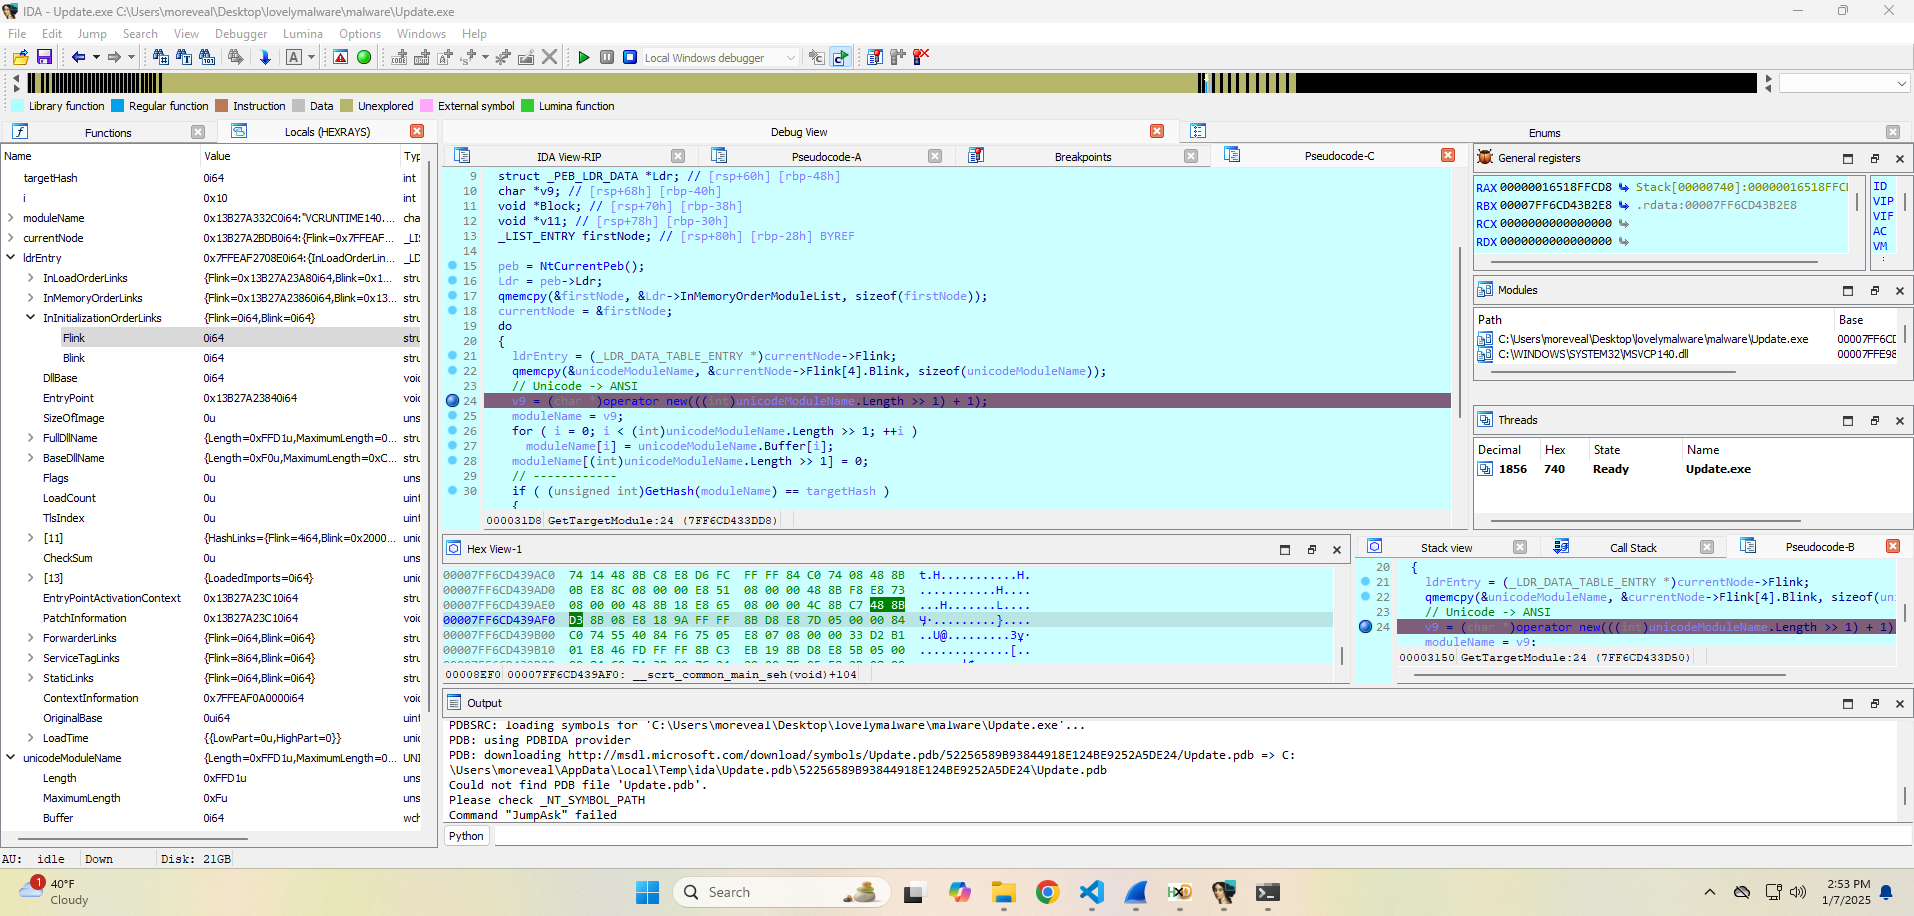 IDA - Update.exe C:\Users\moreveal\Desktop\lovelymalware\malware\Update.exe
File Edit Jump Search View Debugger Lumina Options Windows Help
Local Windows debugger
Library function Regular function Instruction Data Unexplored External symbol Lumina function
Functions
Locals (HEXRAYS)
Name Value Typ
targetHash 0i64 int
i 0x10 int
moduleName 0x13B27A332C0i64:"VCRUNTIME140.... cha
currentNode 0x13B27A2BDB0i64:{Flink=0x7FFEAF... _LIS
ldrEntry 0x7FFEAF2708E0i64:{InLoadOrderLin... _LD
InLoadOrderLinks {Flink=0x13B27A23A80i64,Blink=0x1... stru
InMemoryOrderLinks {Flink=0x13B27A23860i64,Blink=0x13... stru
InInitializationOrderLinks {Flink=0i64,Blink=0i64} stru
Flink 0i64 stru
Blink 0i64 stru
DllBase 0i64 void
EntryPoint 0x13B27A23840i64 void
SizeOfImage 0u uns
FullDllName {Length=0xFFD1u,MaximumLength=0... stru
BaseDllName {Length=0xF0u,MaximumLength=0xC... stru
Flags 0u uns
LoadCount 0u uint
TlsIndex 0u uint
[11] {HashLinks={Flink=4i64,Blink=0x2000... unic
CheckSum 0u uns
[13] {LoadedImports=0i64} unic
EntryPointActivationContext 0x13B27A23C10i64 void
PatchInformation 0x13B27A23C10i64 void
ForwarderLinks {Flink=0i64,Blink=0i64} stru
ServiceTagLinks {Flink=8i64,Blink=0i64} stru
StaticLinks {Flink=0i64,Blink=0i64} stru
ContextInformation 0x7FFEAF0A0000i64 void
OriginalBase 0ui64 uint
LoadTime {{LowPart=0u,HighPart=0}} unic
unicodeModuleName {Length=0xFFD1u,MaximumLength=0... UNI
Length 0xFFD1u uns
MaximumLength 0xFu uns
Buffer 0i64 wch
Debug View
Enums
IDA View-RIP
Pseudocode-A
Breakpoints
Pseudocode-C
9 struct _PEB_LDR_DATA *Ldr; // [rsp+60h] [rbp-48h]
10 char *v9; // [rsp+68h] [rbp-40h]
11 void *Block; // [rsp+70h] [rbp-38h]
12 void *v11; // [rsp+78h] [rbp-30h]
13 _LIST_ENTRY firstNode; // [rsp+80h] [rbp-28h] BYREF
14
15 peb = NtCurrentPeb();
16 Ldr = peb->Ldr;
17 qmemcpy(&firstNode, &Ldr->InMemoryOrderModuleList, sizeof(firstNode));
18 currentNode = &firstNode;
19 do
20 {
21 ldrEntry = (_LDR_DATA_TABLE_ENTRY *)currentNode->Flink;
22 qmemcpy(&unicodeModuleName, &currentNode->Flink[4].Blink, sizeof(unicodeModuleName));
23 // Unicode -> ANSI
24 v9 = (char *)operator new(((int)unicodeModuleName.Length >> 1) + 1);
25 moduleName = v9;
26 for ( i = 0; i < (int)unicodeModuleName.Length >> 1; ++i )
27 moduleName[i] = unicodeModuleName.Buffer[i];
28 moduleName[(int)unicodeModuleName.Length >> 1] = 0;
29 // ------------
30 if ( (unsigned int)GetHash(moduleName) == targetHash )
{
000031D8 GetTargetModule:24 (7FF6CD433DD8)
General registers
RAX 00000016518FFCD8 Stack[00000740]:00000016518FFC
RBX 00007FF6CD43B2E8 .rdata:00007FF6CD43B2E8
RCX 0000000000000000
RDX 0000000000000000
ID
VIP
VIF
AC
VM
Modules
Path Base
C:\Users\moreveal\Desktop\lovelymalware\malware\Update.exe 00007FF6CD
C:\WINDOWS\SYSTEM32\MSVCP140.dll 00007FFE98
Threads
Decimal Hex State Name
1856 740 Ready Update.exe
Hex View-1
00007FF6CD439AC0 74 14 48 8B C8 E8 D6 FC FF FF 84 C0 74 08 48 8B t.H...........H.
00007FF6CD439AD0 0B E8 8C 08 00 00 E8 51 08 00 00 48 8B F8 E8 73 ...........H....
00007FF6CD439AE0 08 00 00 48 8B 18 E8 65 08 00 00 4C 8B C7 48 8B ...H.......L....
00007FF6CD439AF0 D3 8B 08 E8 18 9A FF FF 8B D8 E8 7D 05 00 00 84
00007FF6CD439B00 C0 74 55 40 84 F6 75 05 E8 07 08 00 00 33 D2 B1
00007FF6CD439B10 01 E8 46 FD FF FF 8B C3 EB 19 8B D8 E8 5B 05 00 .............[..
00008EF0 00007FF6CD439AF0: __scrt_common_main_seh(void)+104
Stack view
Call Stack
Pseudocode-B
20 {
21 ldrEntry = (_LDR_DATA_TABLE_ENTRY *)currentNode->Flink;
22 qmemcpy(&unicodeModuleName, &currentNode->Flink[4].Blink, sizeof(un
23 // Unicode -> ANSI
24 v9 = (char *)operator new(((int)unicodeModuleName.Length >> 1) + 1)
moduleName = v9;
00003150 GetTargetModule:24 (7FF6CD433D50)
Output
PDBSRC: loading symbols for 'C:\Users\moreveal\Desktop\lovelymalware\malware\Update.exe'...
PDB: using PDBIDA provider
PDB: downloading http://msdl.microsoft.com/download/symbols/Update.pdb/52256589B93844918E124BE9252A5DE24/Update.pdb => C:
\Users\moreveal\AppData\Local\Temp\ida\Update.pdb\52256589B93844918E124BE9252A5DE24\Update.pdb
Could not find PDB file 'Update.pdb'.
Please check _NT_SYMBOL_PATH
Command "JumpAsk" failed
Python
AU: idle Down Disk: 21GB
1
40°F
Cloudy
Search
2:53 PM
1/7/2025